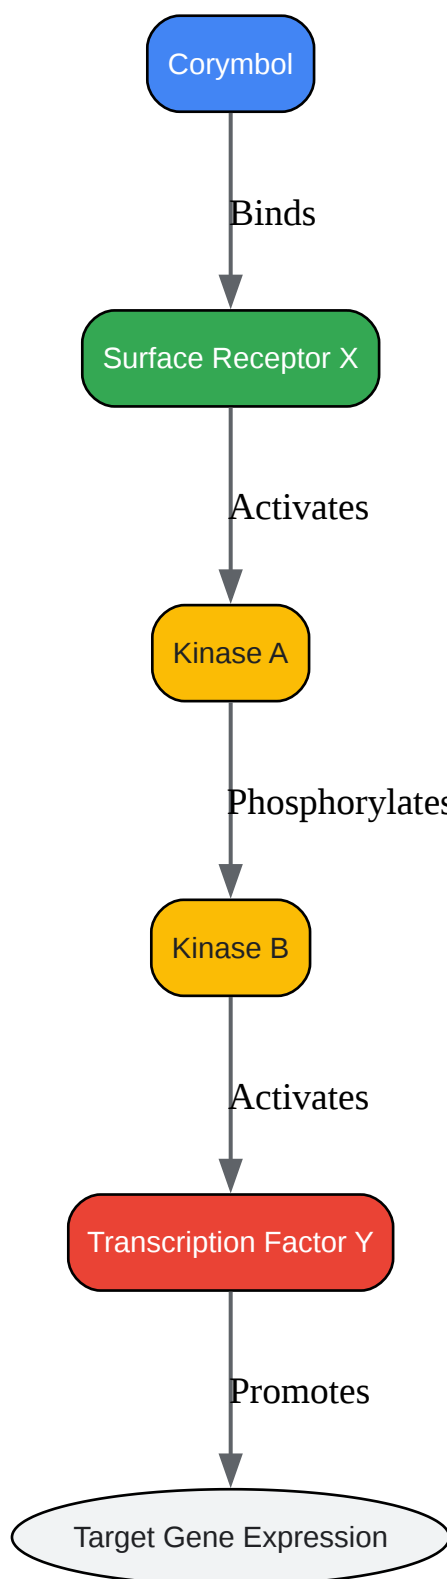 Corymbol
Binds
Surface Receptor X
Activates
Kinase A
Phosphorylates
Kinase B
Activates
Transcription Factor Y
Promotes
Target Gene Expression